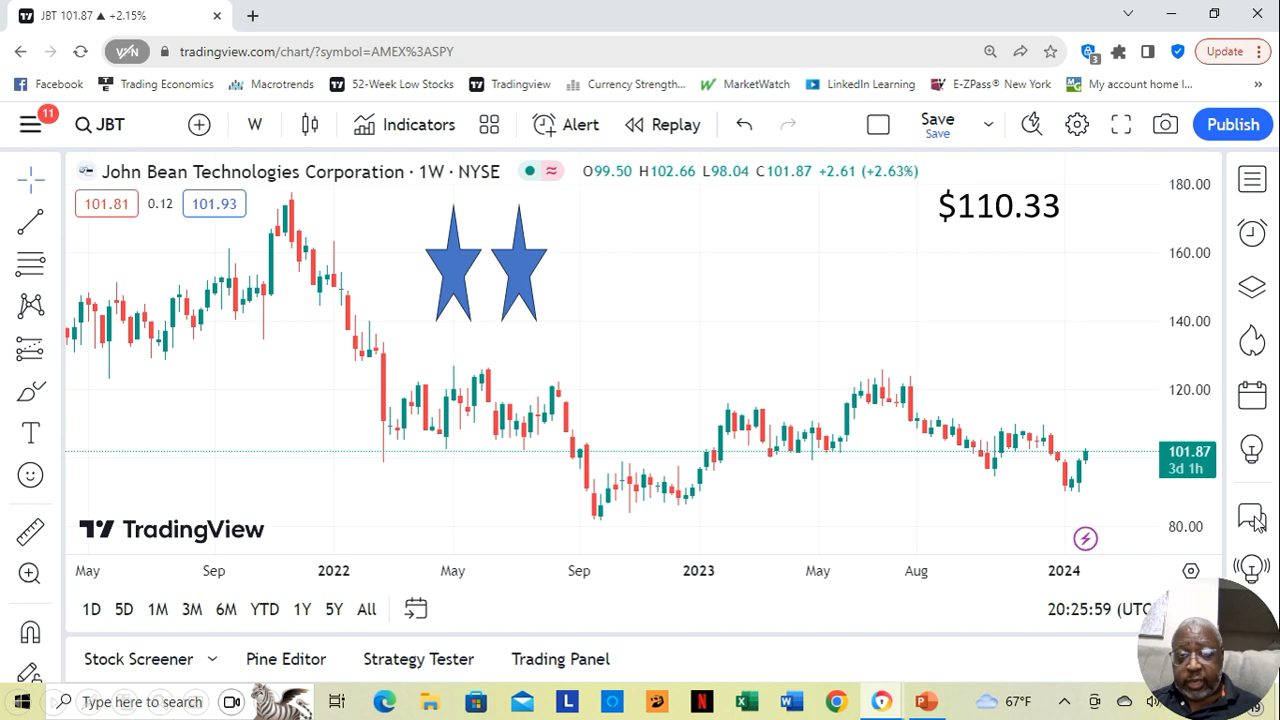 JBT 101.87 ▲ +2.15%
VPN tradingview.com/chart/?symbol=AMEX%3ASPY 3 Update
Facebook Trading Economics Macrotrends 52-Week Low Stocks Tradingview Currency Strength... MarketWatch LinkedIn Learning E-ZPass® New York My account home I... »
11 JBT W Indicators Alert Replay Save Publish
Save
John Bean Technologies Corporation · 1W · NYSE O99.50 H102.66 L98.04 C101.87 +2.61 (+2.63%)
180.00
101.81 0.12 101.93 $110.33
160.00
140.00
120.00
101.87
3d 1h
80.00
TradingView
May Sep 2022 May Sep 2023 May Aug 2024
1D 5D 1M 3M 6M YTD 1Y 5Y All 20:25:59 (UTC
Stock Screener Pine Editor Strategy Tester Trading Panel
Type here to search 67°F